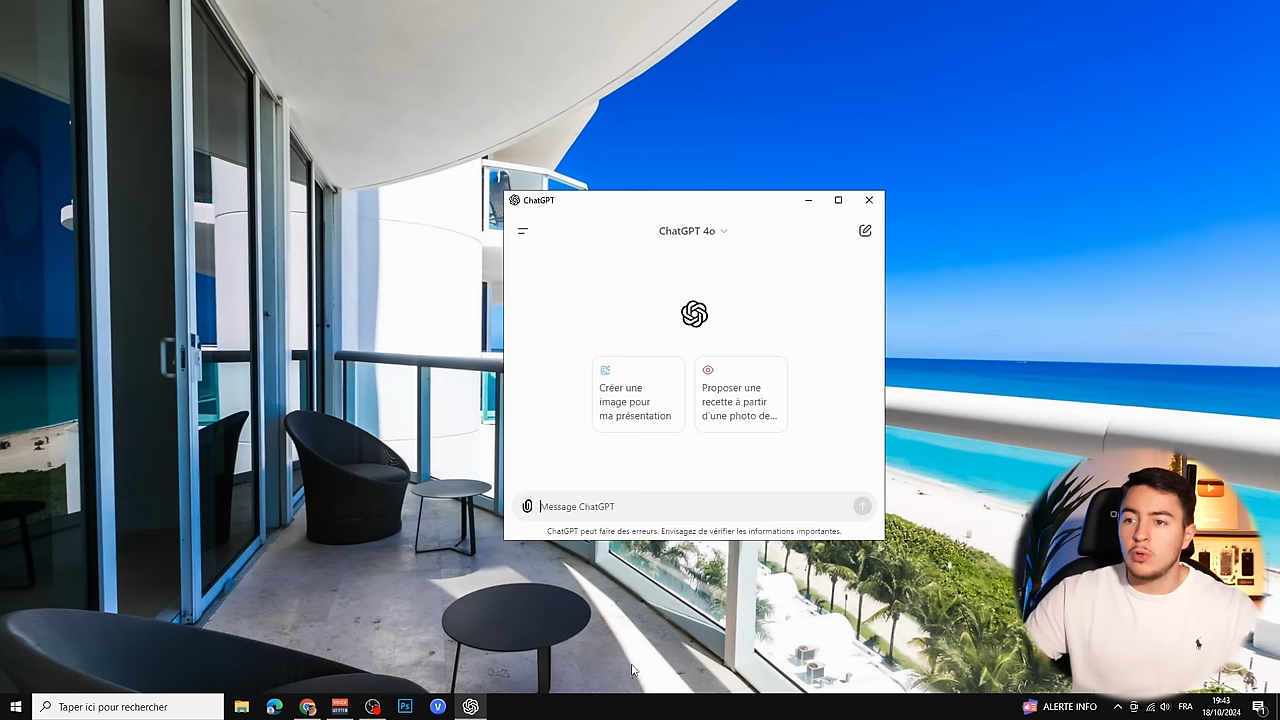 ChatGPT
ChatGPT 4o
Créer une
image pour
ma présentation
Proposer une
recette à partir
d'une photo de...
Message ChatGPT
ChatGPT peut faire des erreurs. Envisagez de vérifier les informations importantes.
Taper ici pour rechercher
Ps
V
ALERTE INFO
FRA
19:43
18/10/2024